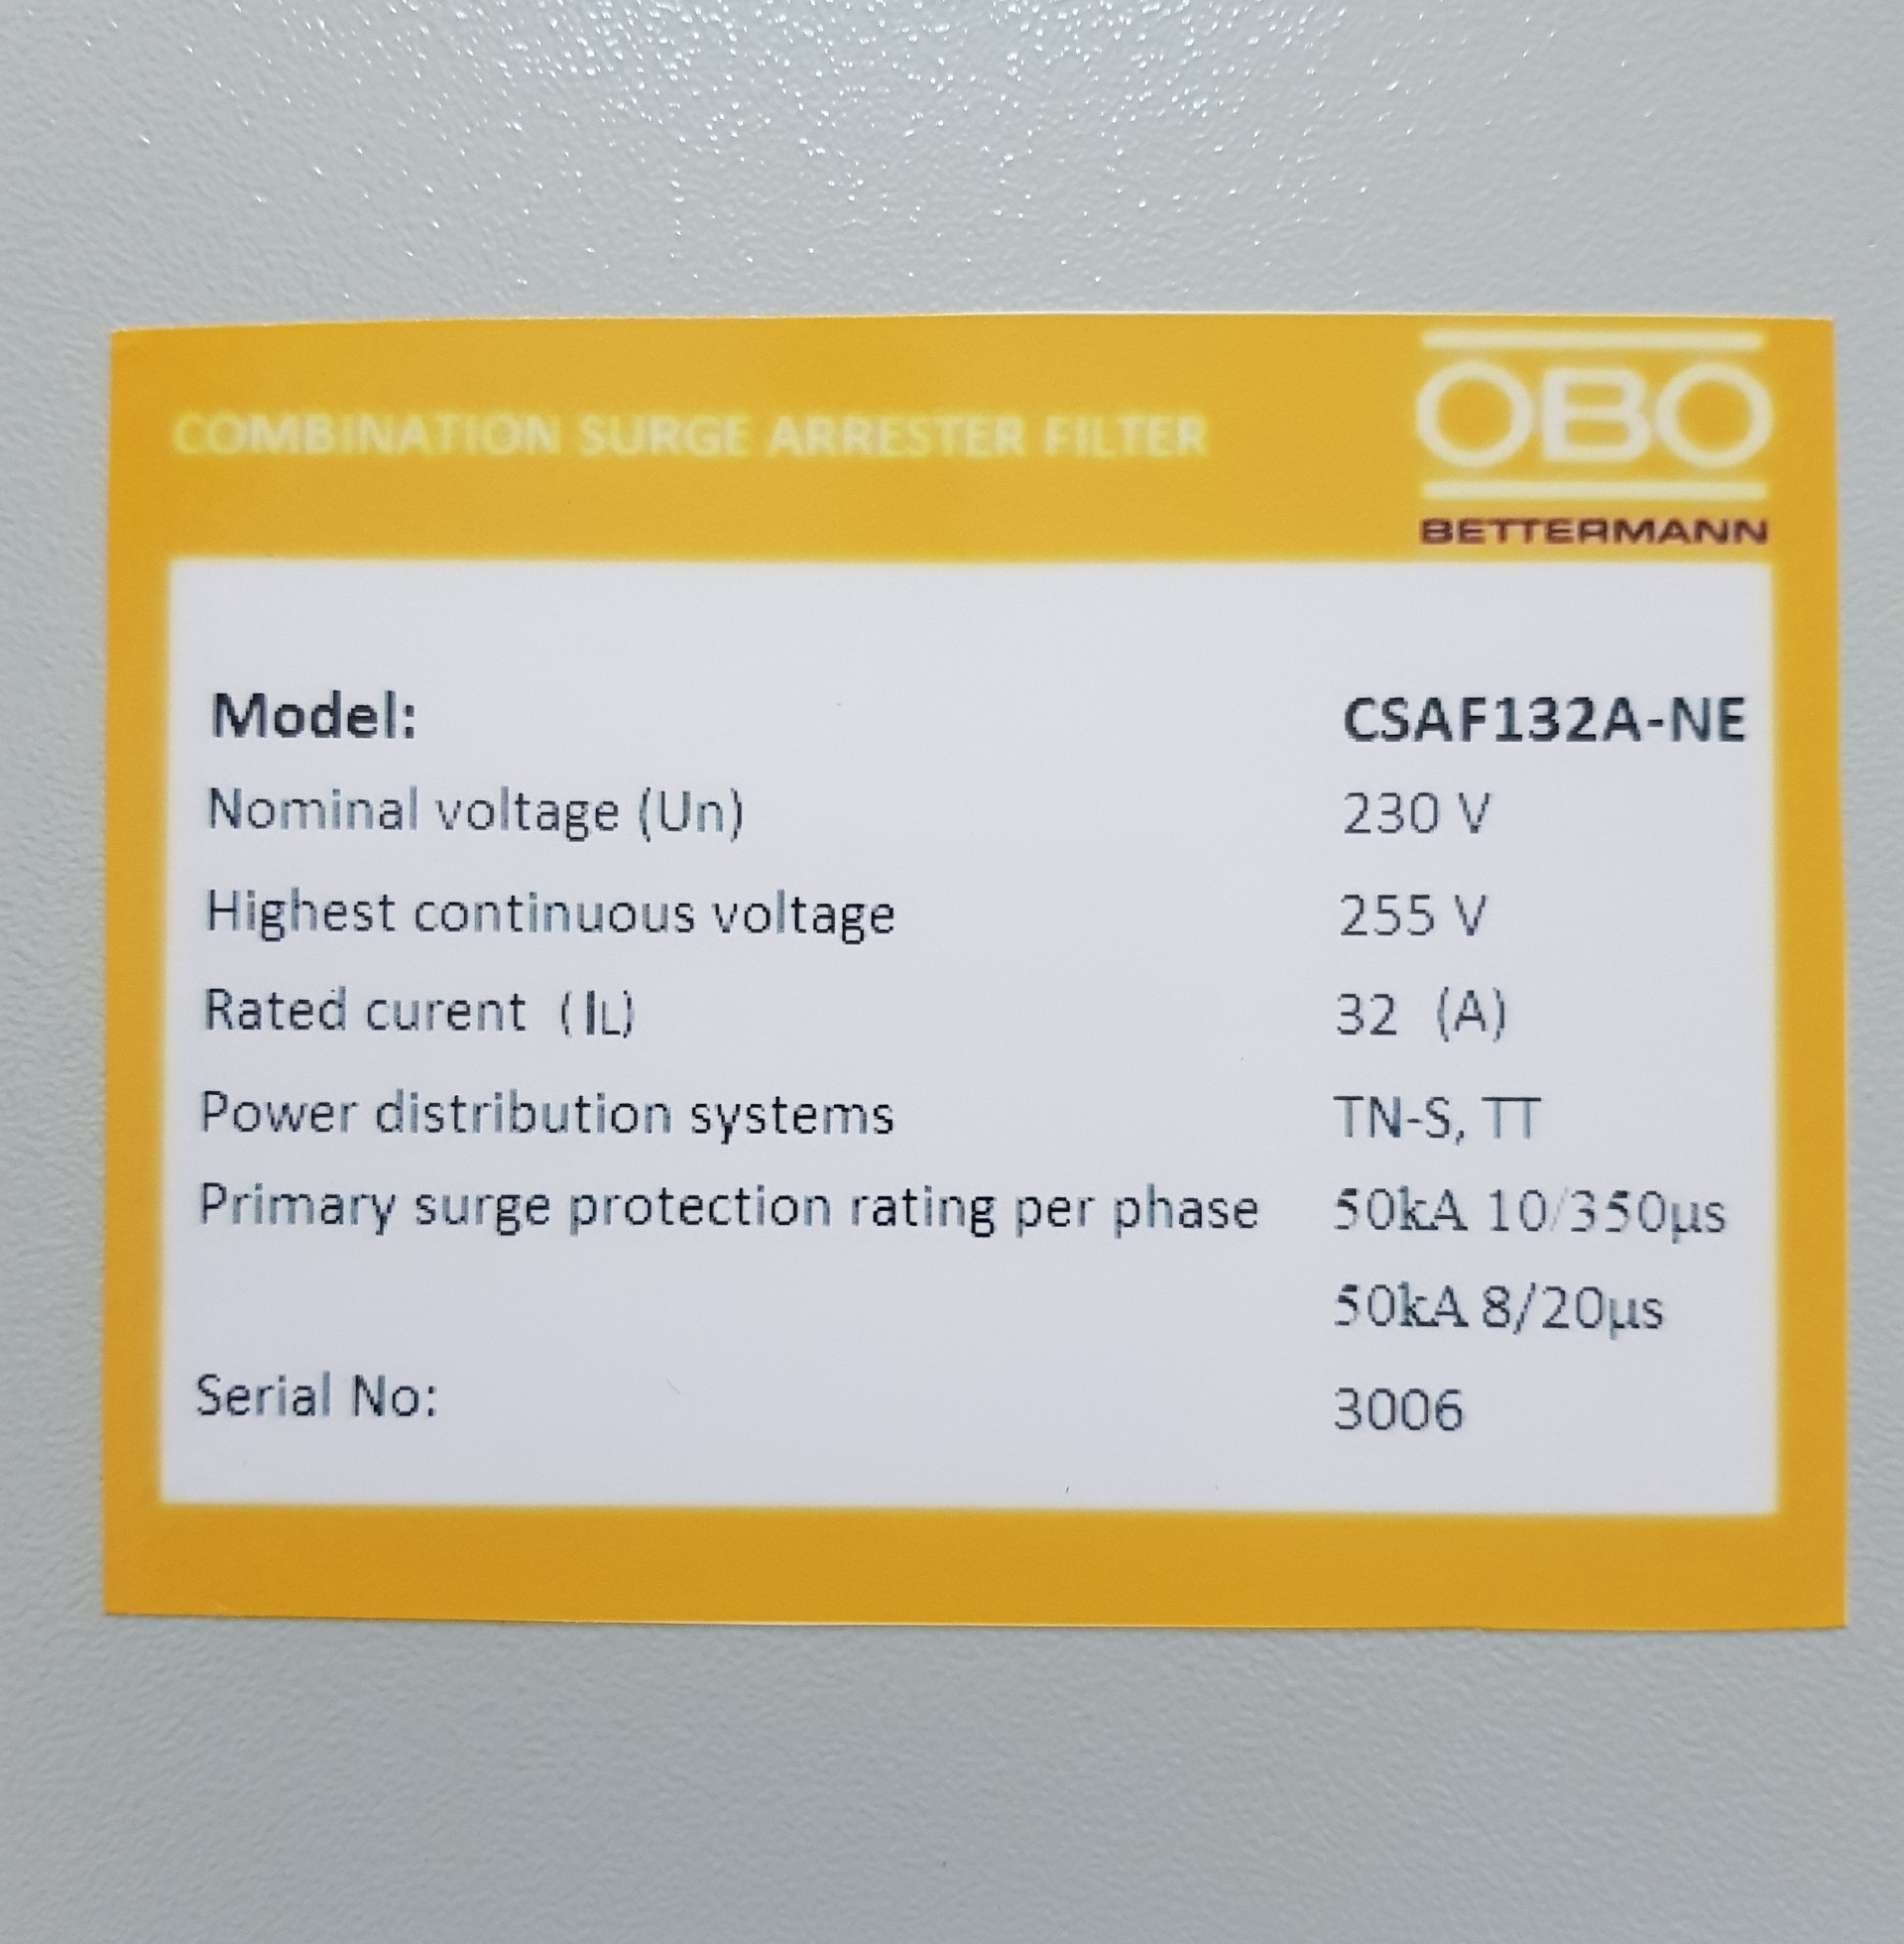 COMBINATION SURGE ARRESTER FILTER
OBO
BETTERMANN
Model: CSAF132A-NE
Nominal voltage (Un) 230 V
Highest continuous voltage 255 V
Rated curent (IL) 32 (A)
Power distribution systems TN-S, TT
Primary surge protection rating per phase 50kA 10/350µs
50kA 8/20µs
Serial No: 3006